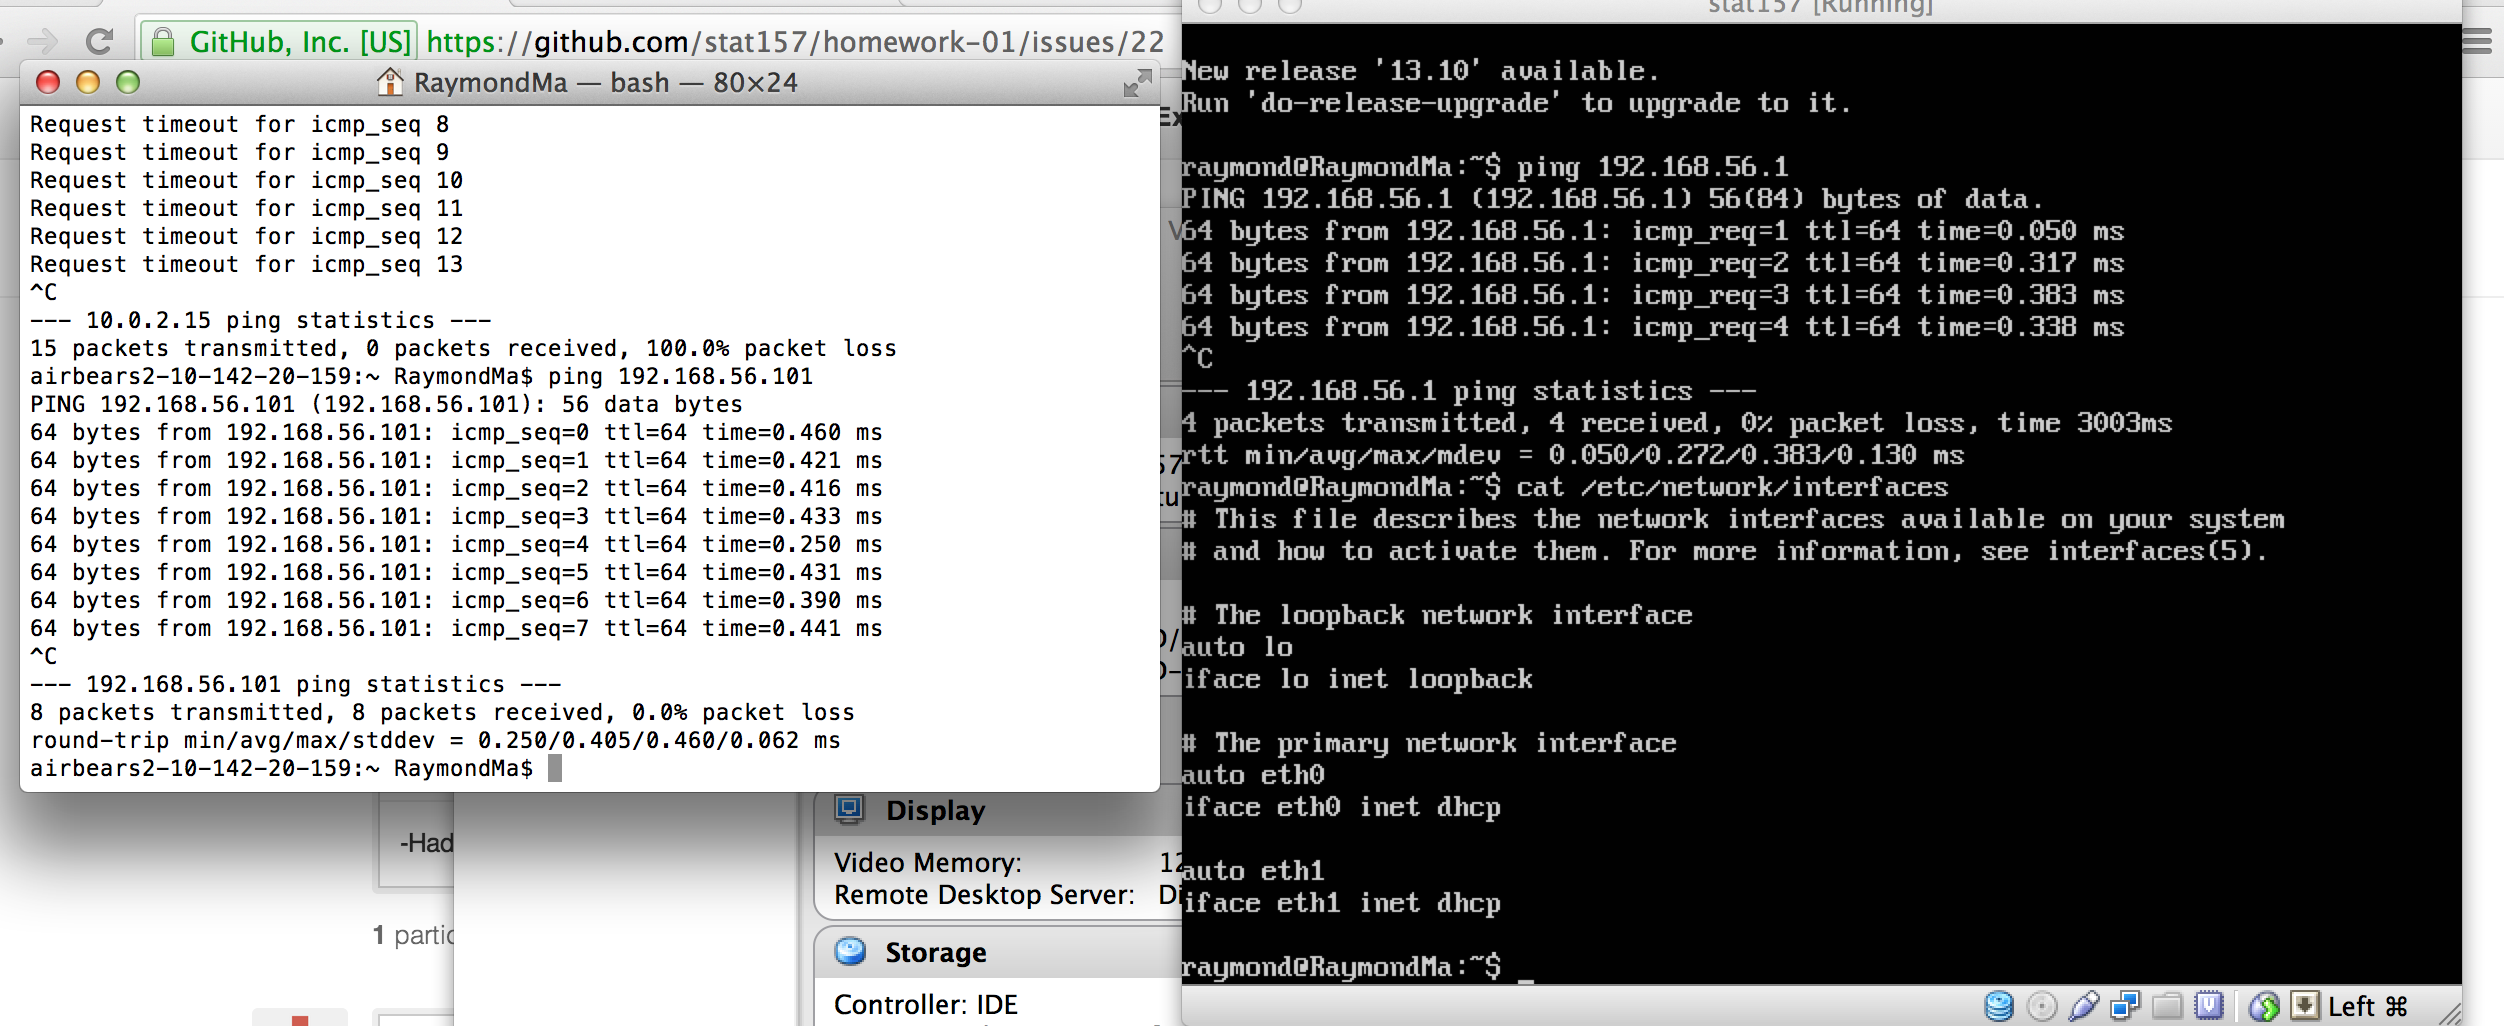 GitHub, Inc. [US] https://github.com/stat157/homework-01/issues/22
RaymondMa — bash — 80×24
Request timeout for icmp_seq 8
Request timeout for icmp_seq 9
Request timeout for icmp_seq 10
Request timeout for icmp_seq 11
Request timeout for icmp_seq 12
Request timeout for icmp_seq 13
^C
--- 10.0.2.15 ping statistics ---
15 packets transmitted, 0 packets received, 100.0% packet loss
airbears2-10-142-20-159:~ RaymondMa$ ping 192.168.56.101
PING 192.168.56.101 (192.168.56.101): 56 data bytes
64 bytes from 192.168.56.101: icmp_seq=0 ttl=64 time=0.460 ms
64 bytes from 192.168.56.101: icmp_seq=1 ttl=64 time=0.421 ms
64 bytes from 192.168.56.101: icmp_seq=2 ttl=64 time=0.416 ms
64 bytes from 192.168.56.101: icmp_seq=3 ttl=64 time=0.433 ms
64 bytes from 192.168.56.101: icmp_seq=4 ttl=64 time=0.250 ms
64 bytes from 192.168.56.101: icmp_seq=5 ttl=64 time=0.431 ms
64 bytes from 192.168.56.101: icmp_seq=6 ttl=64 time=0.390 ms
64 bytes from 192.168.56.101: icmp_seq=7 ttl=64 time=0.441 ms
^C
--- 192.168.56.101 ping statistics ---
8 packets transmitted, 8 packets received, 0.0% packet loss
round-trip min/avg/max/stddev = 0.250/0.405/0.460/0.062 ms
airbears2-10-142-20-159:~ RaymondMa$
-Had
1 partic
Display
Video Memory: 12
Remote Desktop Server: Di
Storage
Controller: IDE
stat157 [Running]
New release '13.10' available.
Run 'do-release-upgrade' to upgrade to it.
raymond@RaymondMa:~$ ping 192.168.56.1
PING 192.168.56.1 (192.168.56.1) 56(84) bytes of data.
64 bytes from 192.168.56.1: icmp_req=1 ttl=64 time=0.050 ms
64 bytes from 192.168.56.1: icmp_req=2 ttl=64 time=0.317 ms
64 bytes from 192.168.56.1: icmp_req=3 ttl=64 time=0.383 ms
64 bytes from 192.168.56.1: icmp_req=4 ttl=64 time=0.338 ms
^C
--- 192.168.56.1 ping statistics ---
4 packets transmitted, 4 received, 0% packet loss, time 3003ms
rtt min/avg/max/mdev = 0.050/0.272/0.383/0.130 ms
raymond@RaymondMa:~$ cat /etc/network/interfaces
# This file describes the network interfaces available on your system
# and how to activate them. For more information, see interfaces(5).
# The loopback network interface
auto lo
iface lo inet loopback
# The primary network interface
auto eth0
iface eth0 inet dhcp
auto eth1
iface eth1 inet dhcp
raymond@RaymondMa:~$ _
Left ⌘